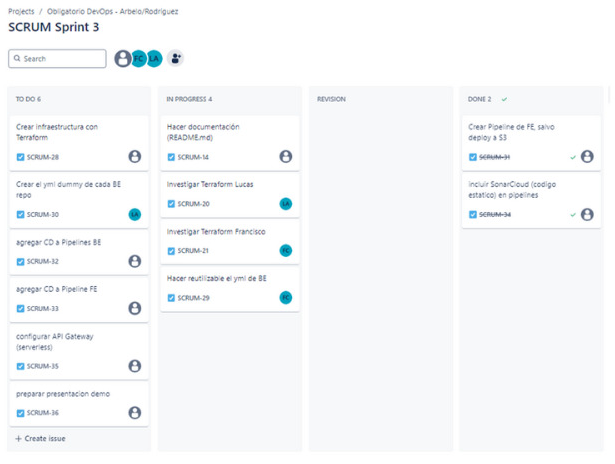 Projects / Obligatorio DevOps - Arbelo/Rodriguez
SCRUM Sprint 3
Search
FC
LA
TO DO 6
Crear infraestructura con
Terraform
SCRUM-28
Crear el yml dummy de cada BE
repo
SCRUM-30
LA
agregar CD a Pipelines BE
SCRUM-32
agregar CD a Pipeline FE
SCRUM-33
configurar API Gateway
(serverless)
SCRUM-35
preparar presentacion demo
SCRUM-36
+ Create issue
IN PROGRESS 4
Hacer documentación
(README.md)
SCRUM-14
Investigar Terraform Lucas
SCRUM-20
LA
Investigar Terraform Francisco
SCRUM-21
FC
Hacer reutilizable el yml de BE
SCRUM-29
FC
REVISION
DONE 2
Crear Pipeline de FE, salvo
deploy a S3
SCRUM-31
Incluir SonarCloud (codigo
estatico) en pipelines
SCRUM-34